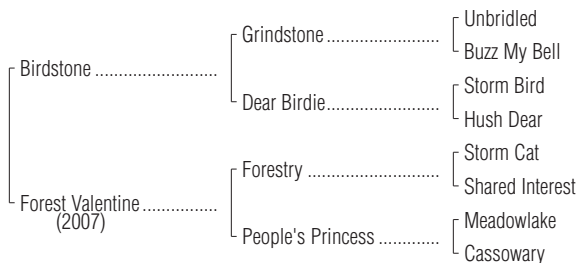 Unbridled
Grindstone ..........................
Buzz My Bell
Birdstone ............................
Storm Bird
Dear Birdie..........................
Hush Dear
Storm Cat
Forestry ..............................
Shared Interest
Forest Valentine.................
(2007)
Meadowlake
People's Princess .............
Cassowary